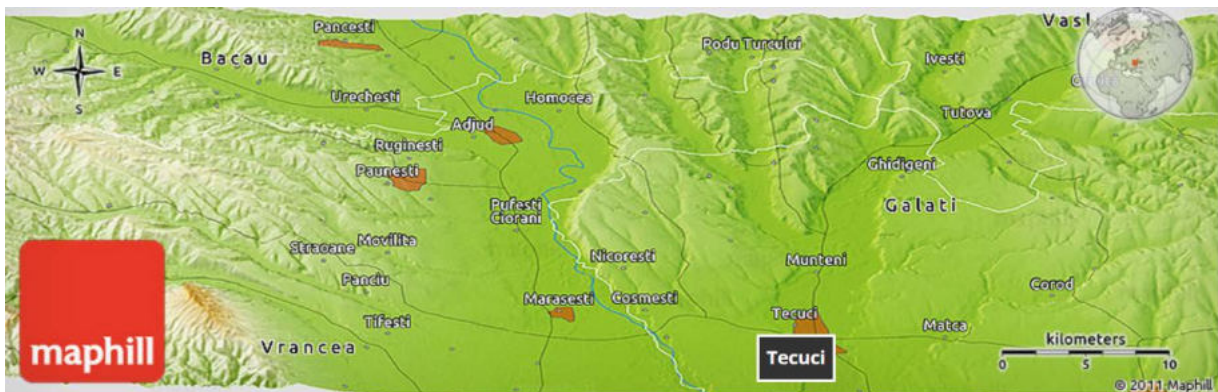 Pancesti
N
W E
S
Bacau
Podu Turcului
Vasl
Ivesti
Urechesti
Homocea
Adjud
Tutova
Ruginesti
Paunesti
Ghidigeni
Pufesti
Ciorani
Galati
Straoane
Movilita
Nicoresti
Munteni
Panciu
Corod
Marasesti
Cosmesti
Tecuci
Tifesti
Matca
Vrancea
maphill
Tecuci
kilometers
0 5 10
© 2011 Maphill